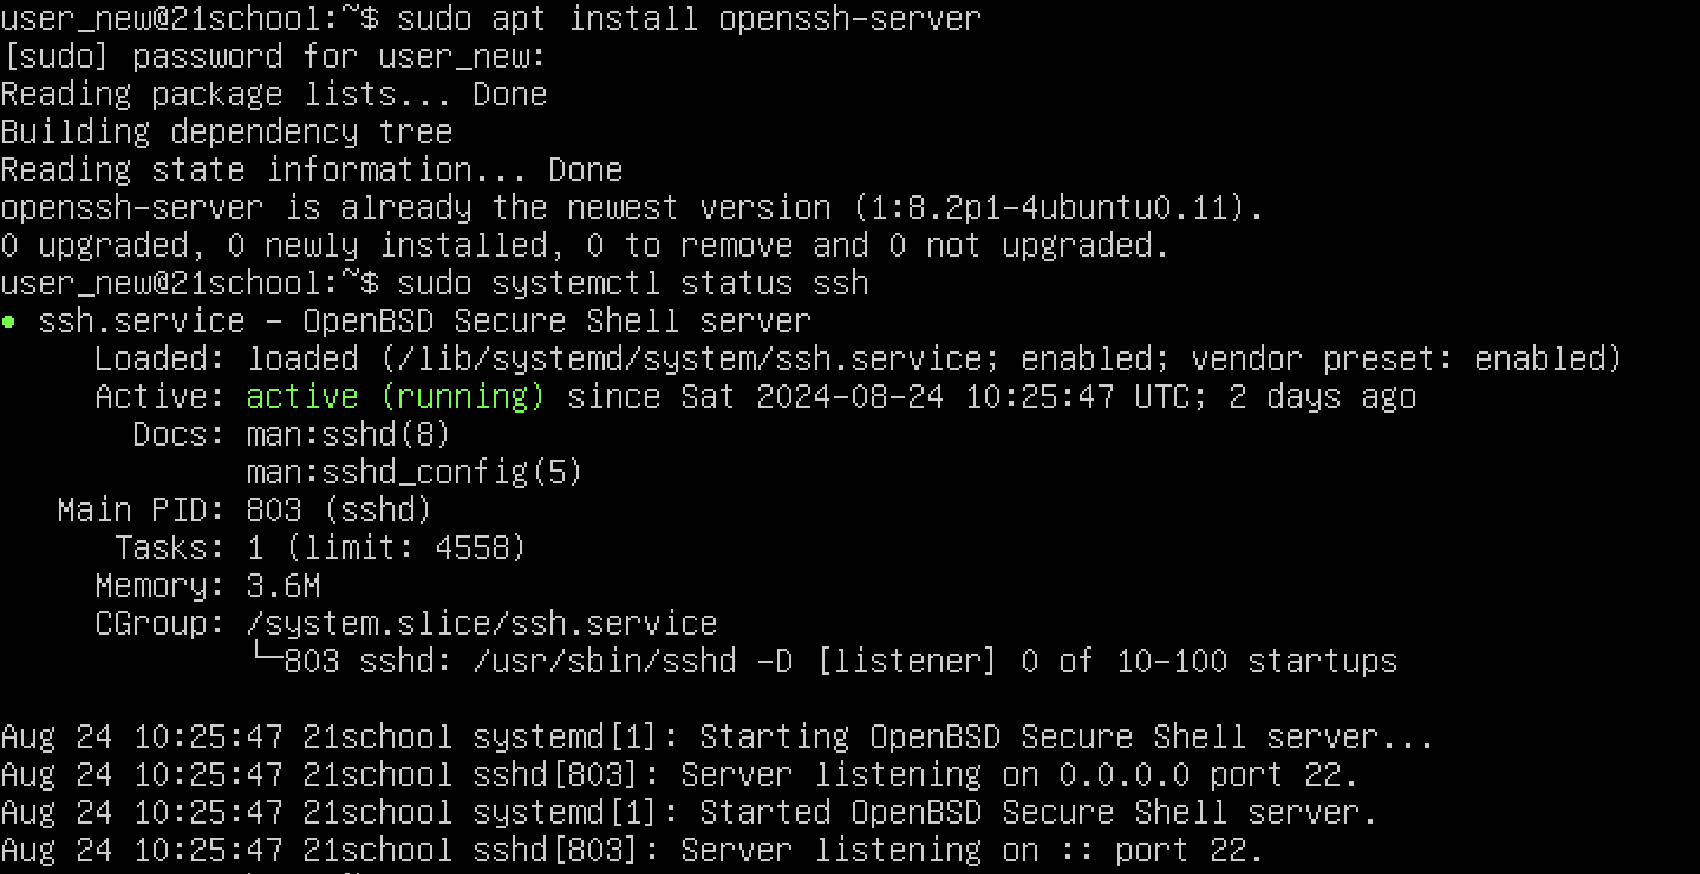 user_new@21school:~$ sudo apt install openssh-server
[sudo] password for user_new:
Reading package lists... Done
Building dependency tree
Reading state information... Done
openssh-server is already the newest version (1:8.2p1-4ubuntu0.11).
0 upgraded, 0 newly installed, 0 to remove and 0 not upgraded.
user_new@21school:~$ sudo systemctl status ssh
● ssh.service - OpenBSD Secure Shell server
     Loaded: loaded (/lib/systemd/system/ssh.service; enabled; vendor preset: enabled)
     Active: active (running) since Sat 2024-08-24 10:25:47 UTC; 2 days ago
       Docs: man:sshd(8)
             man:sshd_config(5)
   Main PID: 803 (sshd)
      Tasks: 1 (limit: 4558)
     Memory: 3.6M
     CGroup: /system.slice/ssh.service
             └─803 sshd: /usr/sbin/sshd -D [listener] 0 of 10-100 startups
Aug 24 10:25:47 21school systemd[1]: Starting OpenBSD Secure Shell server...
Aug 24 10:25:47 21school sshd[803]: Server listening on 0.0.0.0 port 22.
Aug 24 10:25:47 21school systemd[1]: Started OpenBSD Secure Shell server.
Aug 24 10:25:47 21school sshd[803]: Server listening on :: port 22.